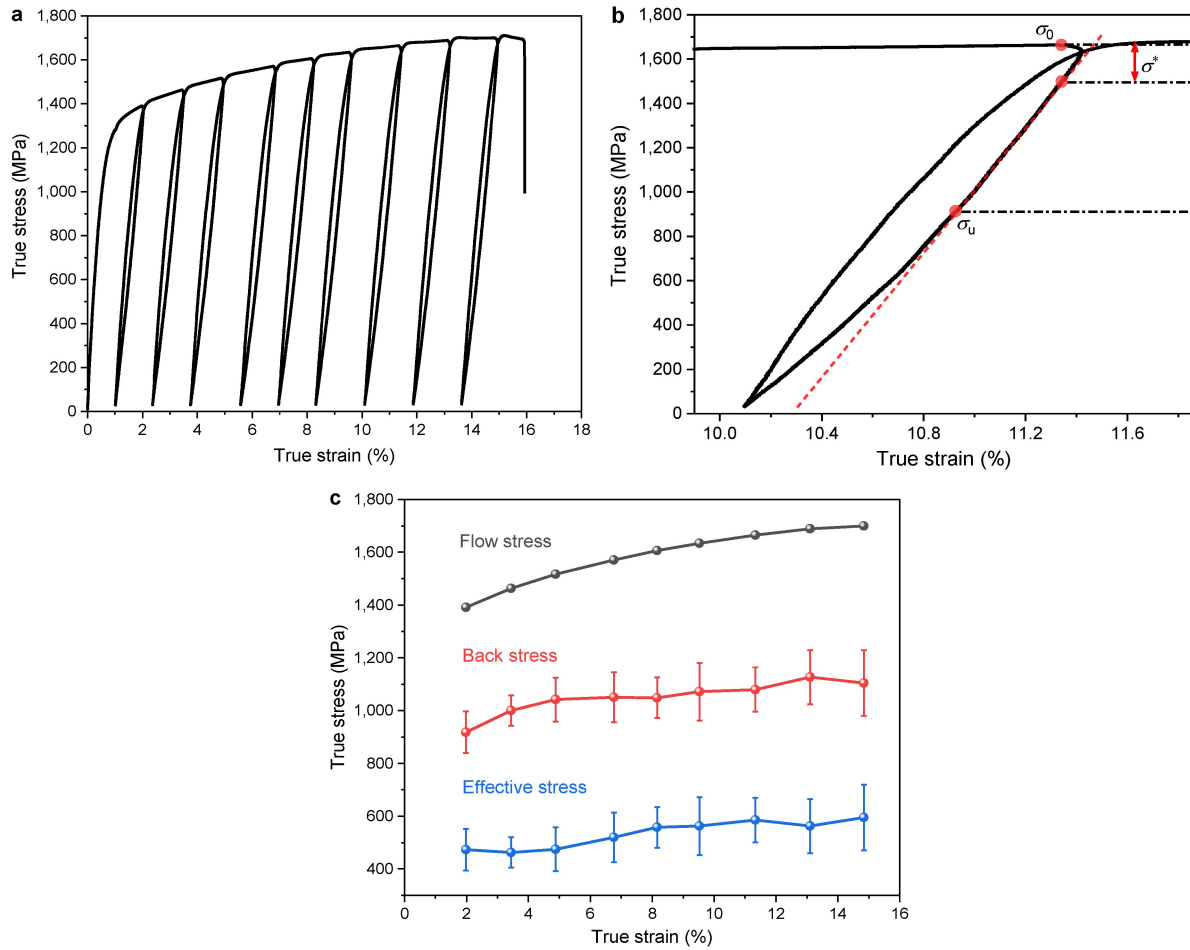 a
1,800
1,600
1,400
1,200
1,000
800
600
400
200
0
True stress (MPa)
0 2 4 6 8 10 12 14 16 18
True strain (%)
b
1,800
1,600
1,400
1,200
1,000
800
600
400
200
0
True stress (MPa)
σ0
σ*
σu
10.0 10.4 10.8 11.2 11.6
True strain (%)
c
1,800
1,600
1,400
1,200
1,000
800
600
400
True stress (MPa)
Flow stress
Back stress
Effective stress
0 2 4 6 8 10 12 14 16
True strain (%)